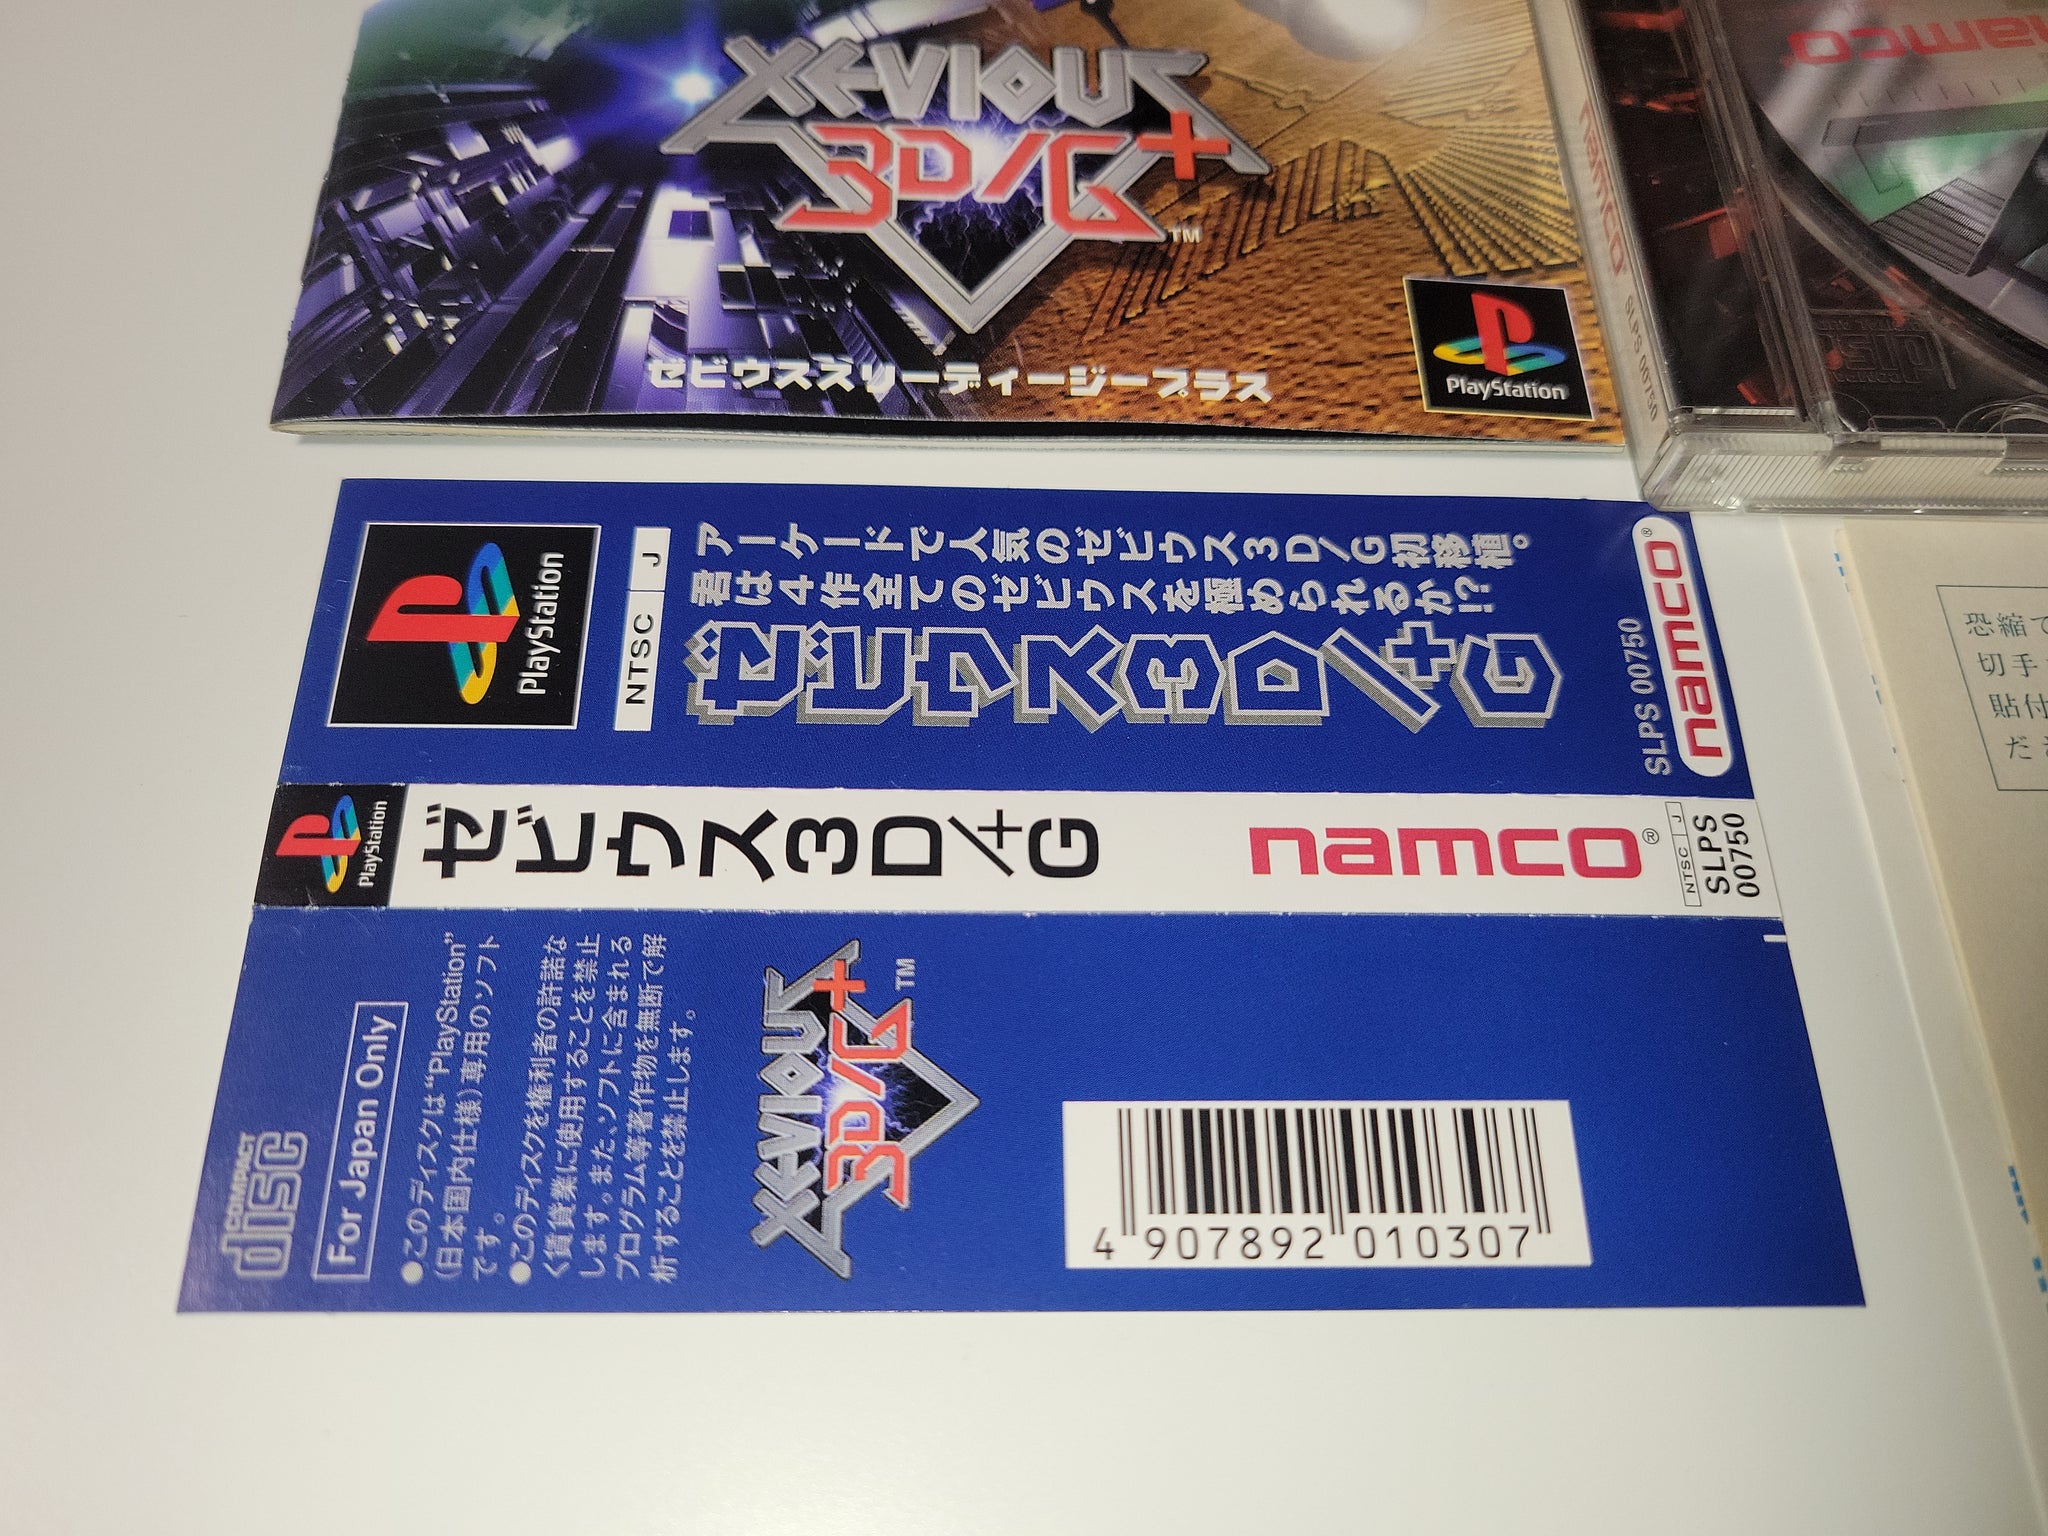 XEVIOUS
3D/G+
TM
ゼビウススリーディージープラス
PlayStation
namco
namco
SLPS 00750
PlayStation
NTSC J
アーケードで人気のゼビウス3D/G初移植。
君は4作全てのゼビウスを極められるか?!
ゼビウス3D/G+
SLPS 00750
namco®
PlayStation
ゼビウス3D/G+
namco®
NTSC J
SLPS
00750
COMPACT
disc
For Japan Only
●このディスクは“PlayStation”
(日本国内仕様)専用のソフト
です。
●このディスクを権利者の許諾な
く賃貸業に使用することを禁止
します。また、ソフトに含まれる
プログラム等著作物を無断で解
析することを禁止します。
XEVIOUS
3D/G+
TM
4 907892 010307
恐縮で
切手
貼付
だ